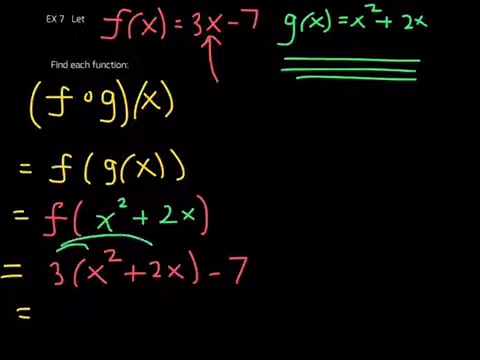 EX 7 Let f(x) = 3x - 7 g(x) = x² + 2x
Find each function:
(f ∘ g)(x)
= f(g(x))
= f(x² + 2x)
= 3(x² + 2x) - 7
=